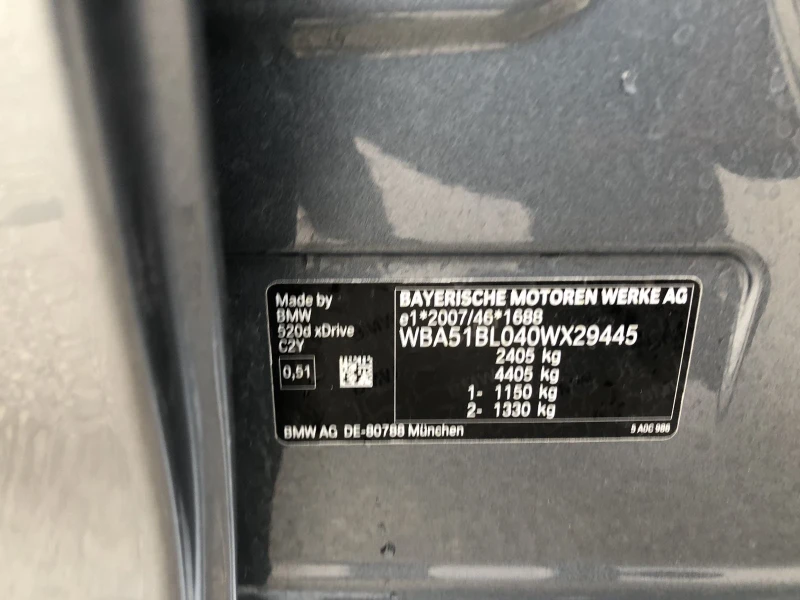 Made by
BMW
520d xDrive
C2Y
0,51
BAYERISCHE MOTOREN WERKE AG
e1*2007/46*1688
WBA51BL040WX29445
2405 kg
4405 kg
1- 1150 kg
2- 1330 kg
BMW AG DE-80788 München